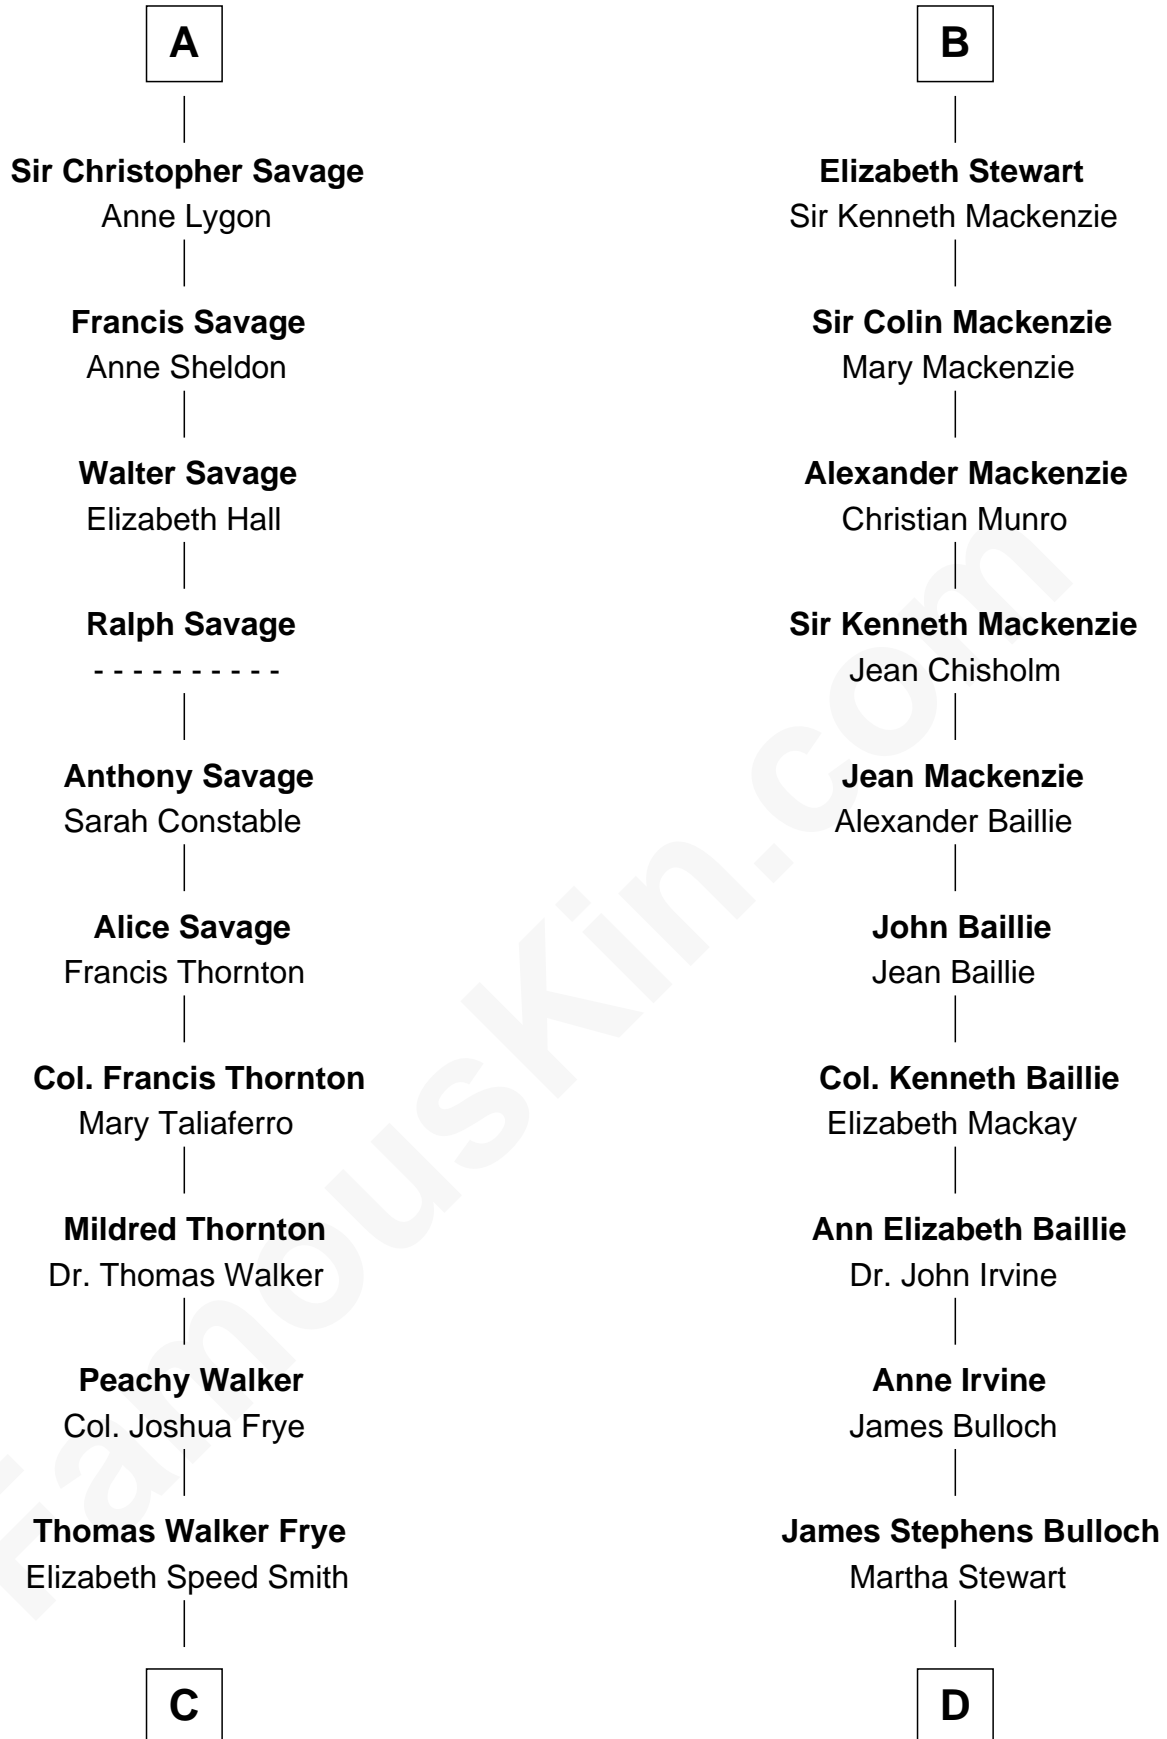 A
Sir Christopher Savage
Anne Lygon
Francis Savage
Anne Sheldon
Walter Savage
Elizabeth Hall
Ralph Savage
- - - - - - - - - -
Anthony Savage
Sarah Constable
Alice Savage
Francis Thornton
Col. Francis Thornton
Mary Taliaferro
Mildred Thornton
Dr. Thomas Walker
Peachy Walker
Col. Joshua Frye
Thomas Walker Frye
Elizabeth Speed Smith
C
B
Elizabeth Stewart
Sir Kenneth Mackenzie
Sir Colin Mackenzie
Mary Mackenzie
Alexander Mackenzie
Christian Munro
Sir Kenneth Mackenzie
Jean Chisholm
Jean Mackenzie
Alexander Baillie
John Baillie
Jean Baillie
Col. Kenneth Baillie
Elizabeth Mackay
Ann Elizabeth Baillie
Dr. John Irvine
Anne Irvine
James Bulloch
James Stephens Bulloch
Martha Stewart
D
FamousKin.com